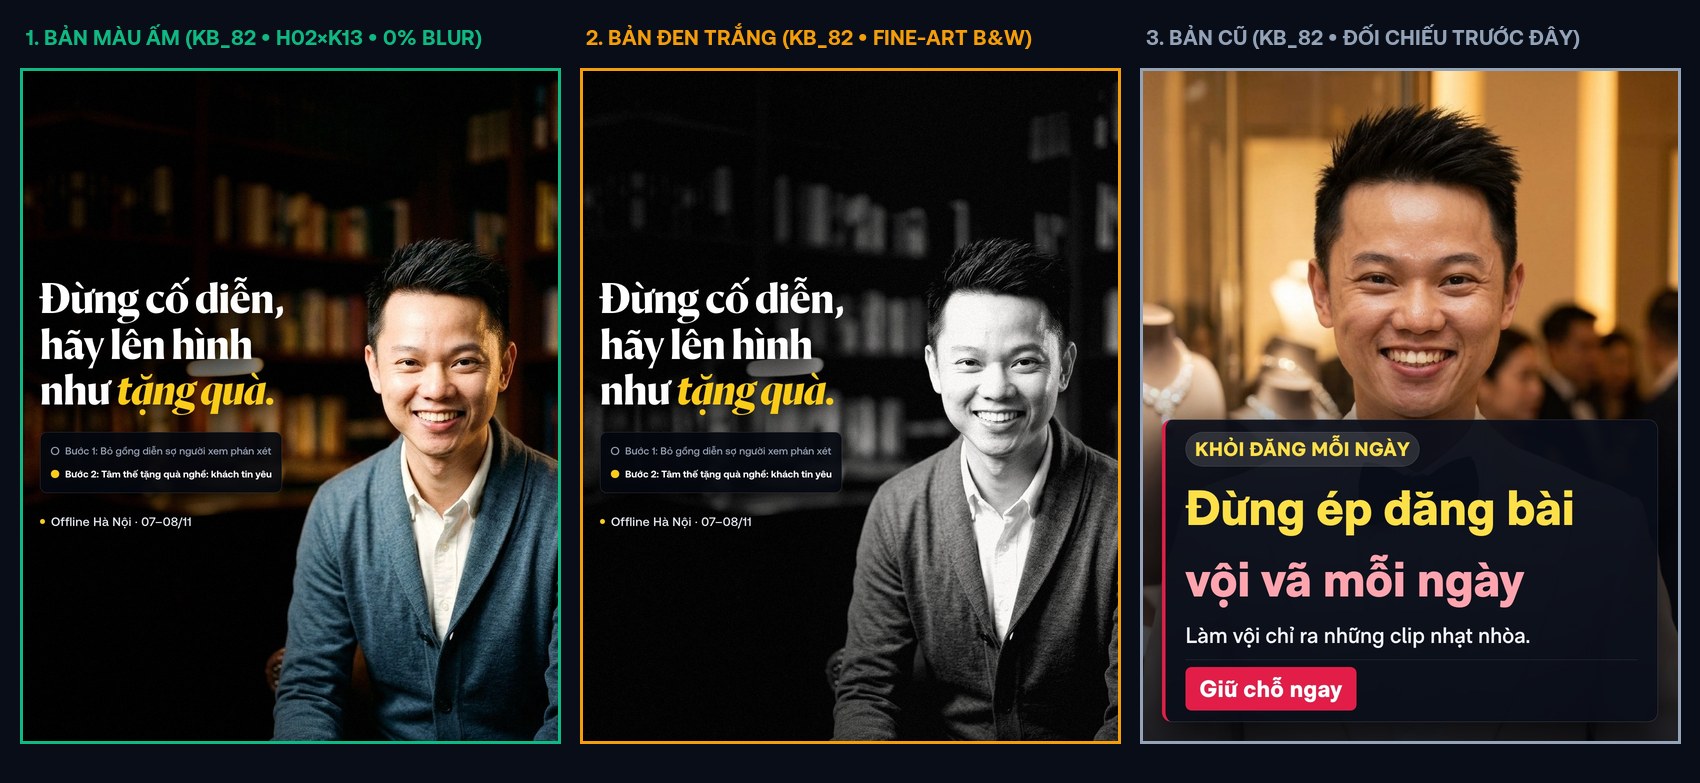 1. BẢN MÀU ẤM (KB_82 • H02×K13 • 0% BLUR)
Đừng cố diễn,
hãy lên hình
như tặng quà.
Bước 1: Bỏ gồng diễn sợ người xem phán xét
Bước 2: Tâm thế tặng quà nghề: khách tin yêu
Offline Hà Nội · 07–08/11
2. BẢN ĐEN TRẮNG (KB_82 • FINE-ART B&W)
Đừng cố diễn,
hãy lên hình
như tặng quà.
Bước 1: Bỏ gồng diễn sợ người xem phán xét
Bước 2: Tâm thế tặng quà nghề: khách tin yêu
Offline Hà Nội · 07–08/11
3. BẢN CŨ (KB_82 • ĐỐI CHIẾU TRƯỚC ĐÂY)
KHỎI ĐĂNG MỖI NGÀY
Đừng ép đăng bài
vội vã mỗi ngày
Làm vội chỉ ra những clip nhạt nhòa.
Giữ chỗ ngay